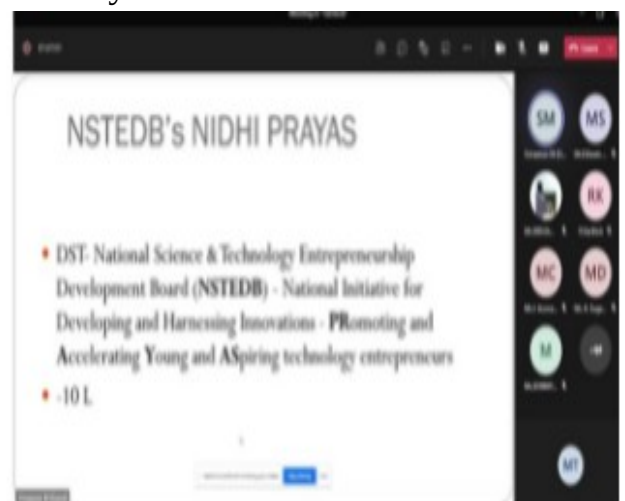 Leave
NSTEDB's NIDHI PRAYAS
SM
MS
• DST- National Science & Technology Entrepreneurship
Development Board (NSTEDB) - National Initiative for
Developing and Harnessing Innovations - PRomoting and
Accelerating Young and ASpiring technology entrepreneurs
• -10 L
RK
MC
MD
M
MT